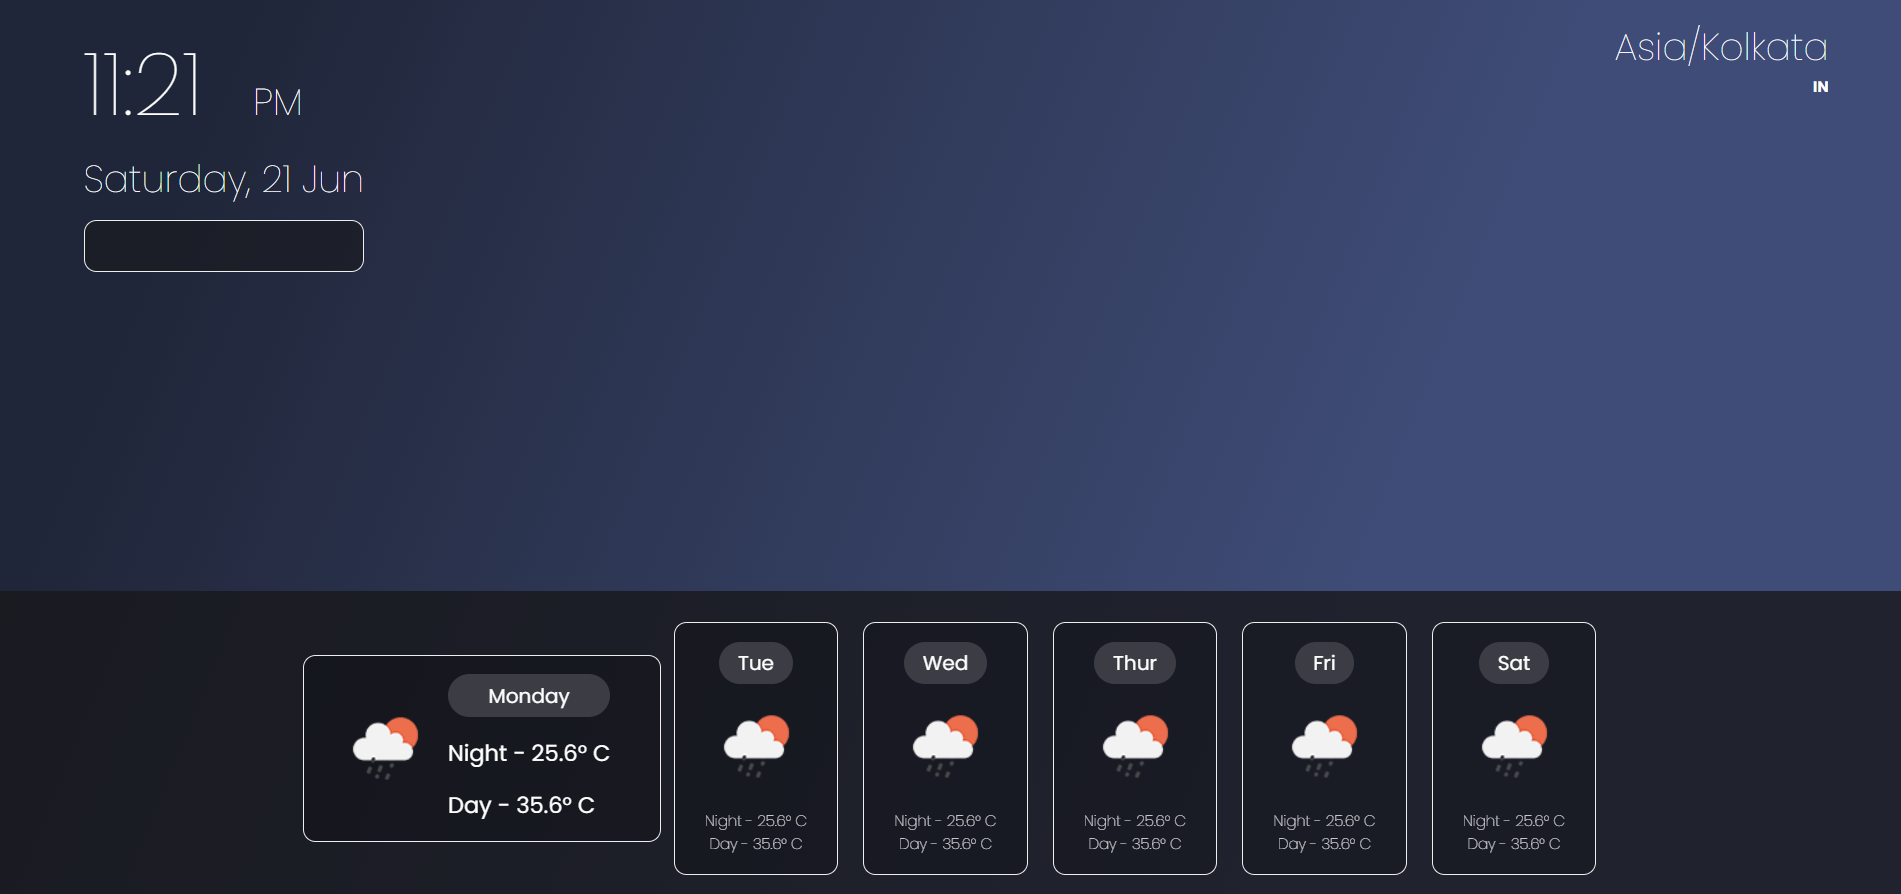 11:21 PM
Saturday, 21 Jun
Asia/Kolkata
IN
Monday
Night - 25.6° C
Day - 35.6° C
Tue
Night - 25.6° C
Day - 35.6° C
Wed
Night - 25.6° C
Day - 35.6° C
Thur
Night - 25.6° C
Day - 35.6° C
Fri
Night - 25.6° C
Day - 35.6° C
Sat
Night - 25.6° C
Day - 35.6° C